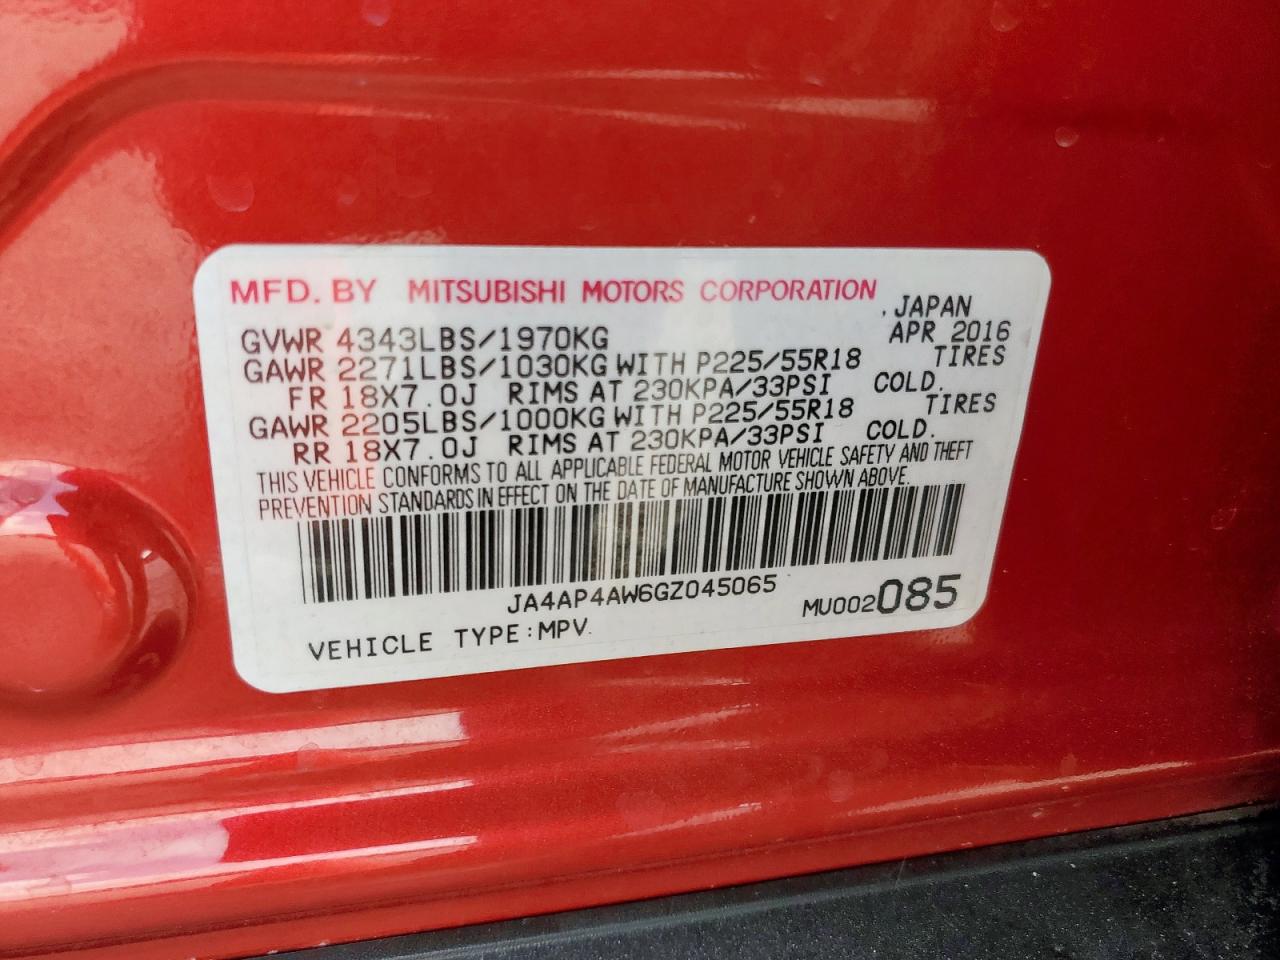 MFD. BY MITSUBISHI MOTORS CORPORATION
. JAPAN
GVWR 4343LBS/1970KG APR 2016
GAWR 2271LBS/1030KG WITH P225/55R18 TIRES
FR 18X7.0J RIMS AT 230KPA/33PSI COLD.
GAWR 2205LBS/1000KG WITH P225/55R18 TIRES
RR 18X7.0J RIMS AT 230KPA/33PSI COLD.
THIS VEHICLE CONFORMS TO ALL APPLICABLE FEDERAL MOTOR VEHICLE SAFETY AND THEFT
PREVENTION STANDARDS IN EFFECT ON THE DATE OF MANUFACTURE SHOWN ABOVE.
JA4AP4AW6GZ045065
MU002085
VEHICLE TYPE:MPV.